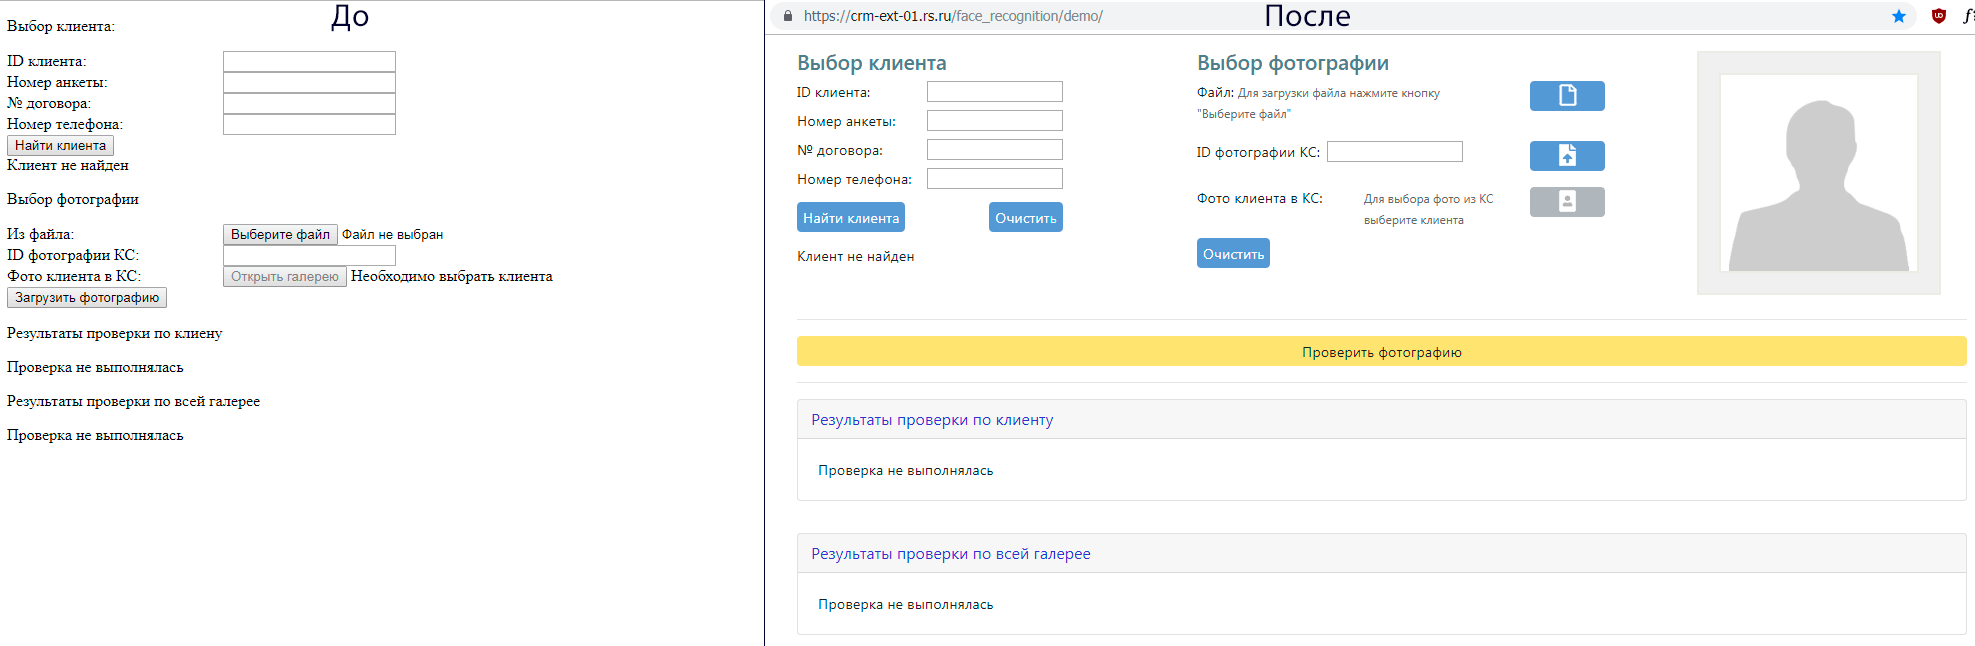 До
Выбор клиента:
ID клиента:
Номер анкеты:
№ договора:
Номер телефона:
Найти клиента
Клиент не найден
Выбор фотографии
Из файла:
Выберите файл Файл не выбран
ID фотографии КС:
Фото клиента в КС:
Открыть галерею Необходимо выбрать клиента
Загрузить фотографию
Результаты проверки по клиену
Проверка не выполнялась
Результаты проверки по всей галерее
Проверка не выполнялась
https://crm-ext-01.rs.ru/face_recognition/demo/
После
Выбор клиента
ID клиента:
Номер анкеты:
№ договора:
Номер телефона:
Найти клиента
Очистить
Клиент не найден
Выбор фотографии
Файл: Для загрузки файла нажмите кнопку
"Выберите файл"
ID фотографии КС:
Фото клиента в КС:
Для выбора фото из КС
выберите клиента
Очистить
Проверить фотографию
Результаты проверки по клиенту
Проверка не выполнялась
Результаты проверки по всей галерее
Проверка не выполнялась